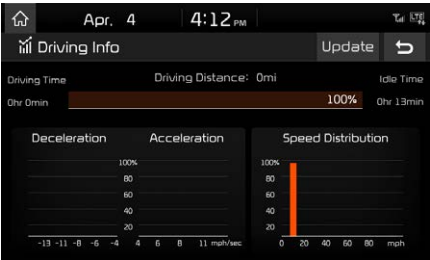 Apr. 4 4:12 PM LTE
Driving Info Update
Driving Time Driving Distance: 0mi Idle Time
0hr 0min 100% 0hr 13min
Deceleration Acceleration Speed Distribution
100% 100%
80 80
60 60
40 40
20 20
-13 -11 -8 -6 -4 4 6 8 11 mph/sec 0 20 40 60 80 mph